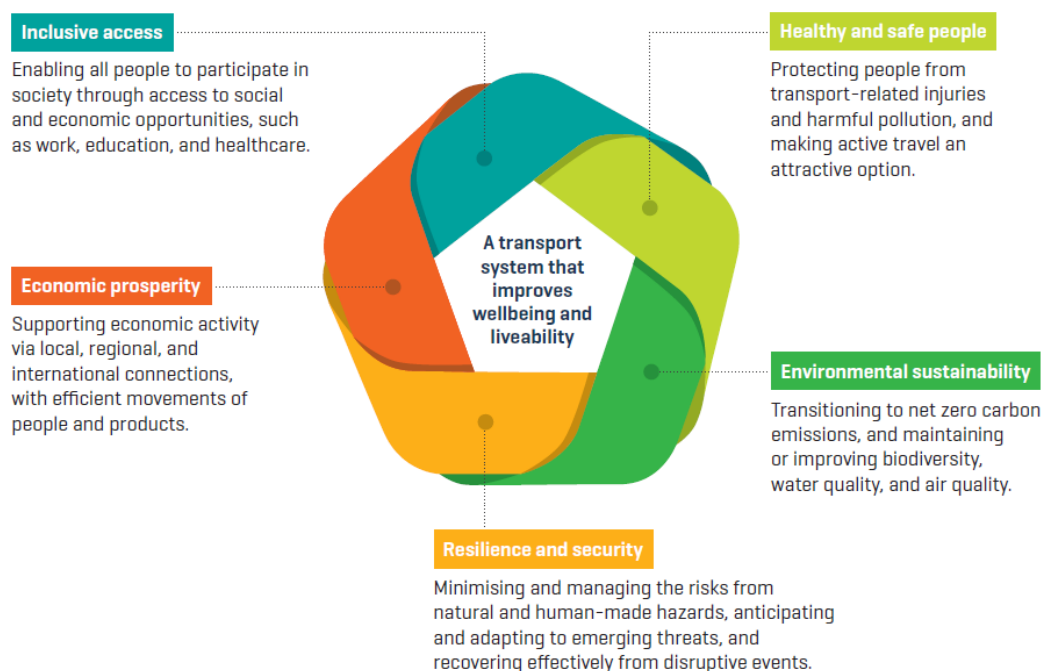 Inclusive access
Enabling all people to participate in
society through access to social
and economic opportunities, such
as work, education, and healthcare.
Healthy and safe people
Protecting people from
transport-related injuries
and harmful pollution, and
making active travel an
attractive option.
A transport
system that
improves
wellbeing and
liveability
Economic prosperity
Supporting economic activity
via local, regional, and
international connections,
with efficient movements of
people and products.
Environmental sustainability
Transitioning to net zero carbon
emissions, and maintaining
or improving biodiversity,
water quality, and air quality.
Resilience and security
Minimising and managing the risks from
natural and human-made hazards, anticipating
and adapting to emerging threats, and
recovering effectively from disruptive events.